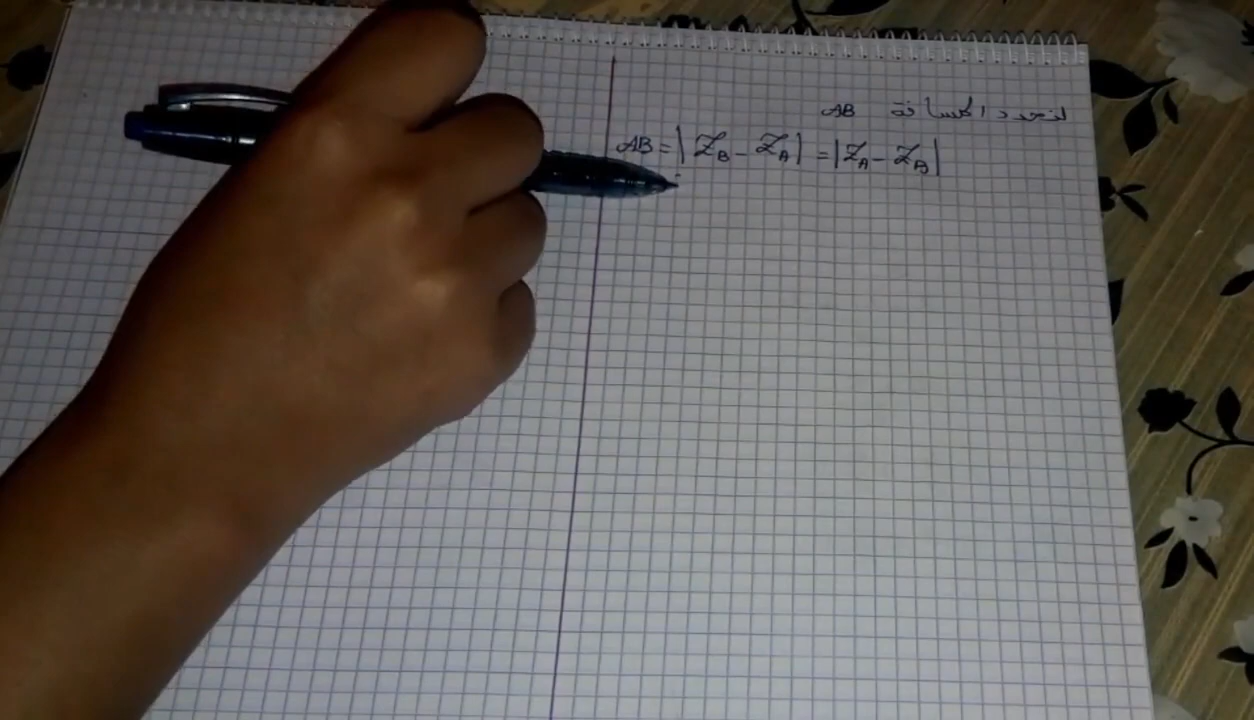 لنحدد المسافة AB
AB = | Z_B - Z_A | = | Z_A - Z_B |